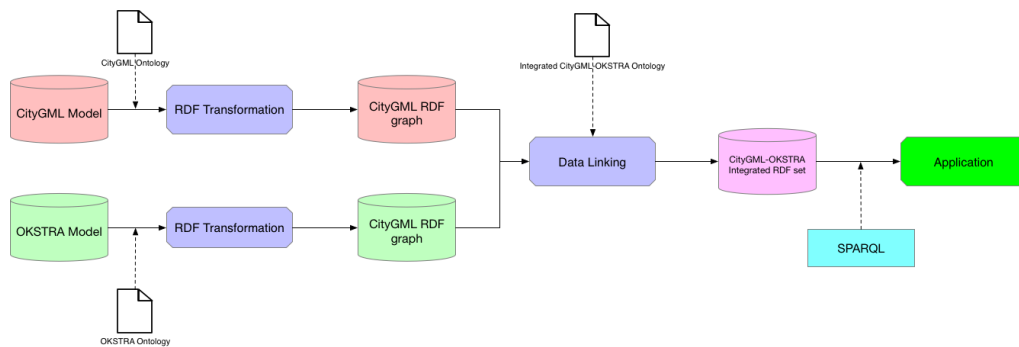 CityGML Ontology
Integrated CityGML-OKSTRA Ontology
CityGML Model
RDF Transformation
CityGML RDF
graph
Data Linking
CityGML-OKSTRA
Integrated RDF set
Application
OKSTRA Model
RDF Transformation
CityGML RDF
graph
SPARQL
OKSTRA Ontology